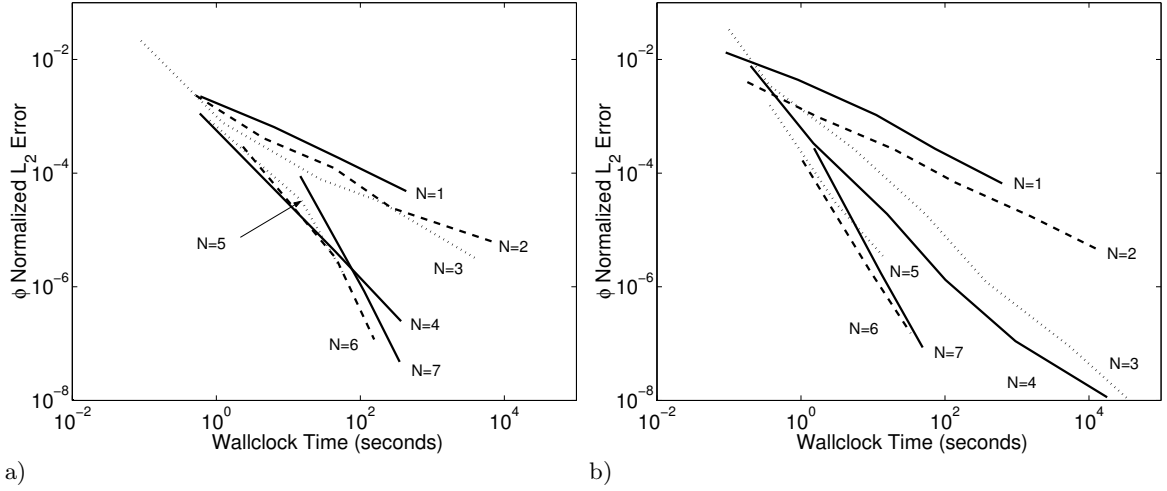 10^-2
10^-4
10^-6
10^-8
10^-2
10^0
10^2
10^4
ϕ Normalized L_2 Error
Wallclock Time (seconds)
N=1
N=2
N=3
N=5
N=4
N=6
N=7
a)
10^-2
10^-4
10^-6
10^-8
10^-2
10^0
10^2
10^4
ϕ Normalized L_2 Error
Wallclock Time (seconds)
N=1
N=2
N=5
N=6
N=7
N=3
N=4
b)